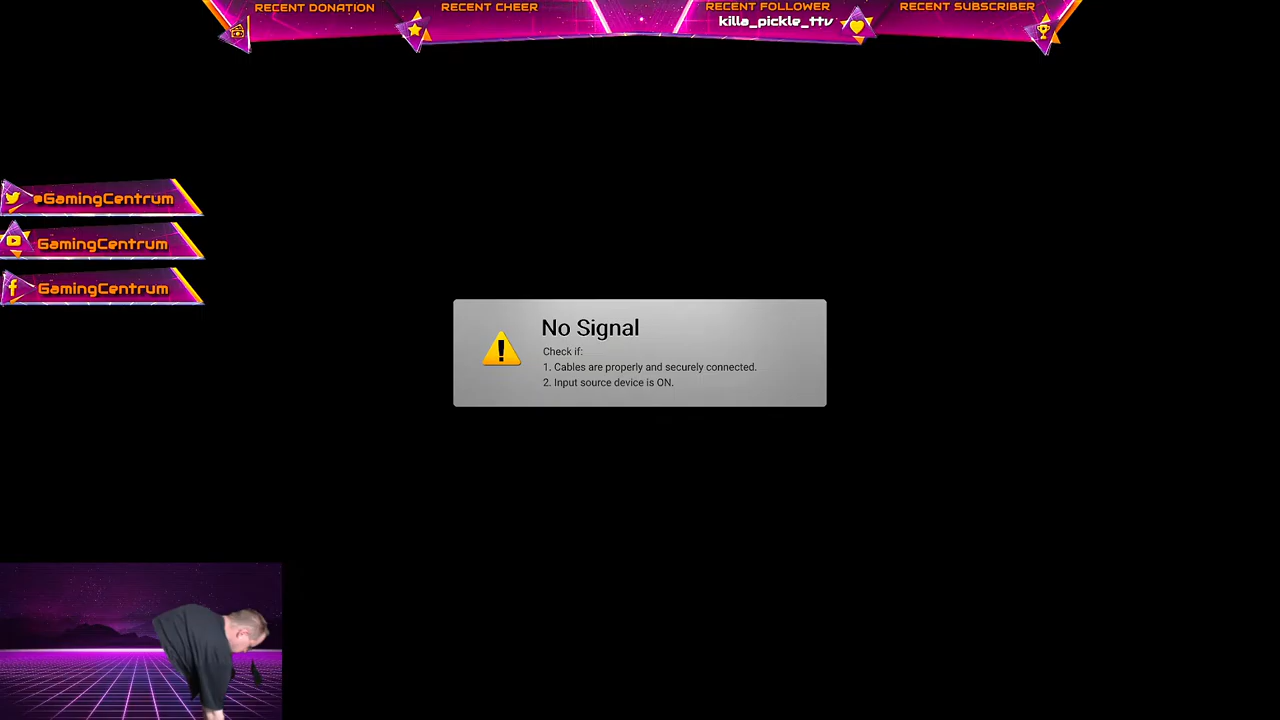 RECENT DONATION
RECENT CHEER
RECENT FOLLOWER
killa_pickle_ttv
RECENT SUBSCRIBER
@GamingCentrum
GamingCentrum
GamingCentrum
No Signal
Check if:
1. Cables are properly and securely connected.
2. Input source device is ON.